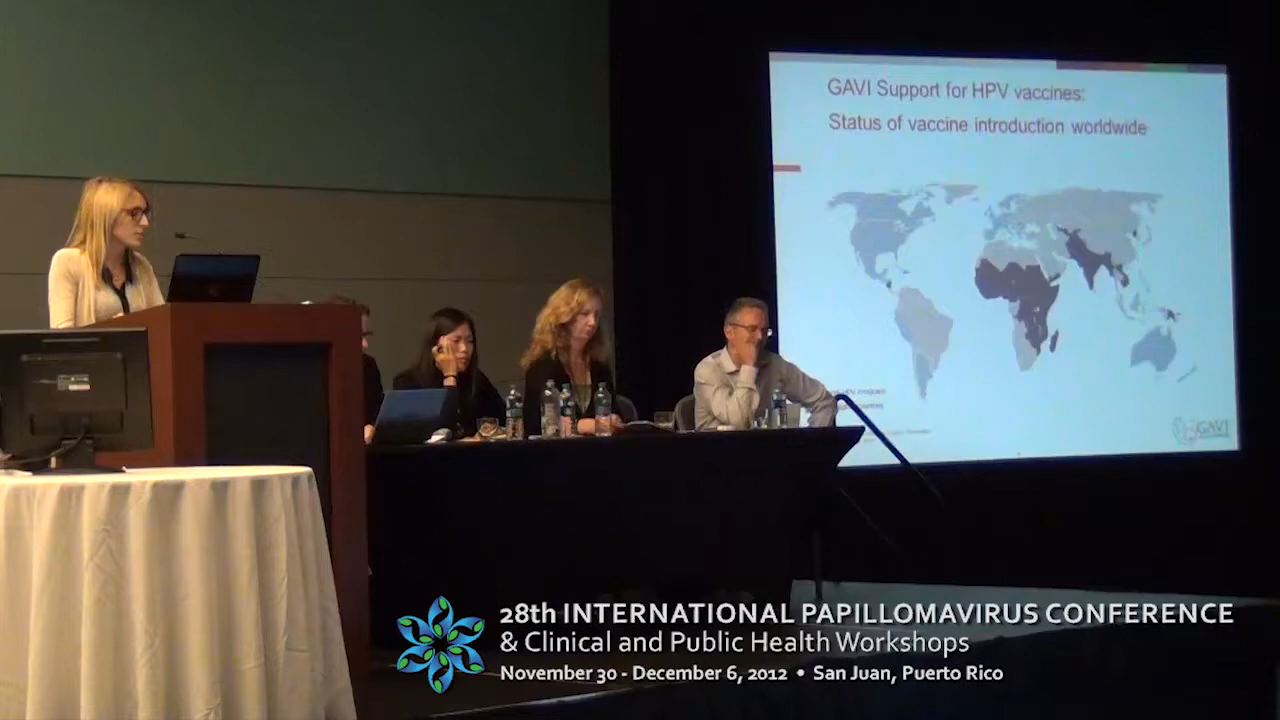 GAVI Support for HPV vaccines:
Status of vaccine introduction worldwide
GAVI
28th INTERNATIONAL PAPILLOMAVIRUS CONFERENCE
& Clinical and Public Health Workshops
November 30 - December 6, 2012 • San Juan, Puerto Rico